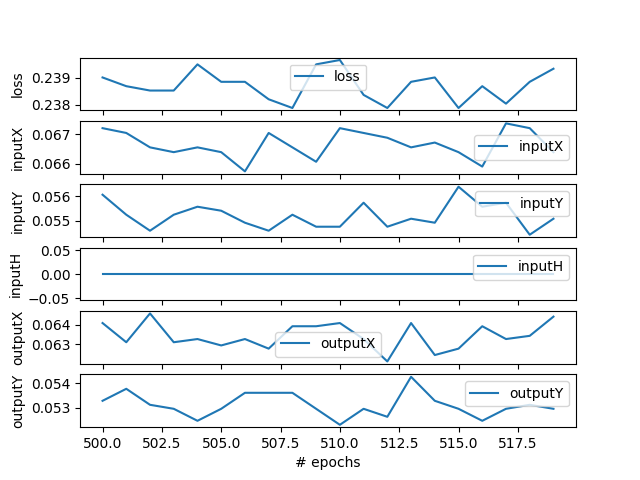 loss
0.239
0.238
loss
inputX
0.067
0.066
inputX
inputY
0.056
0.055
inputY
inputH
0.05
0.00
−0.05
inputH
outputX
0.064
0.063
outputX
outputY
0.054
0.053
outputY
500.0 502.5 505.0 507.5 510.0 512.5 515.0 517.5
# epochs